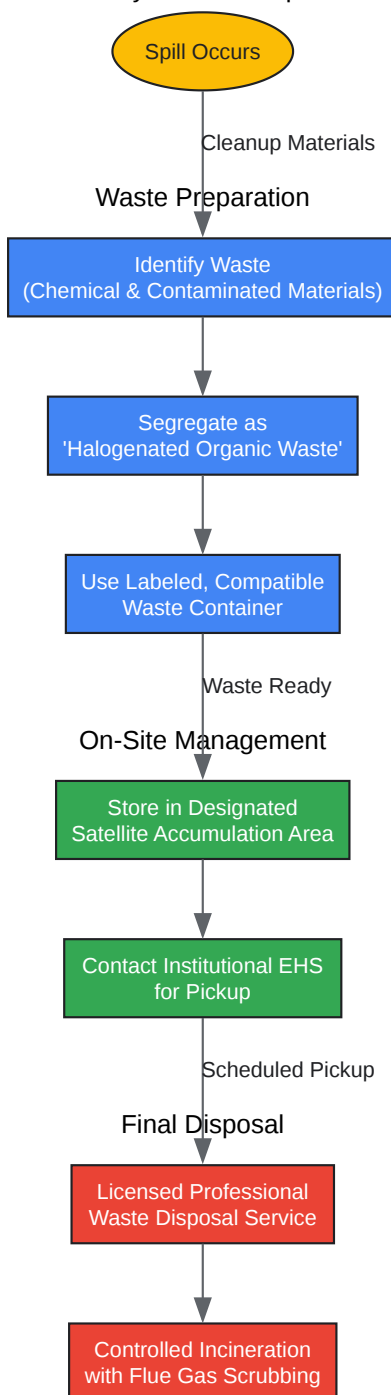 Spill Occurs
Cleanup Materials
Waste Preparation
Identify Waste
(Chemical & Contaminated Materials)
Segregate as
'Halogenated Organic Waste'
Use Labeled, Compatible
Waste Container
Waste Ready
On-Site Management
Store in Designated
Satellite Accumulation Area
Contact Institutional EHS
for Pickup
Scheduled Pickup
Final Disposal
Licensed Professional
Waste Disposal Service
Controlled Incineration
with Flue Gas Scrubbing